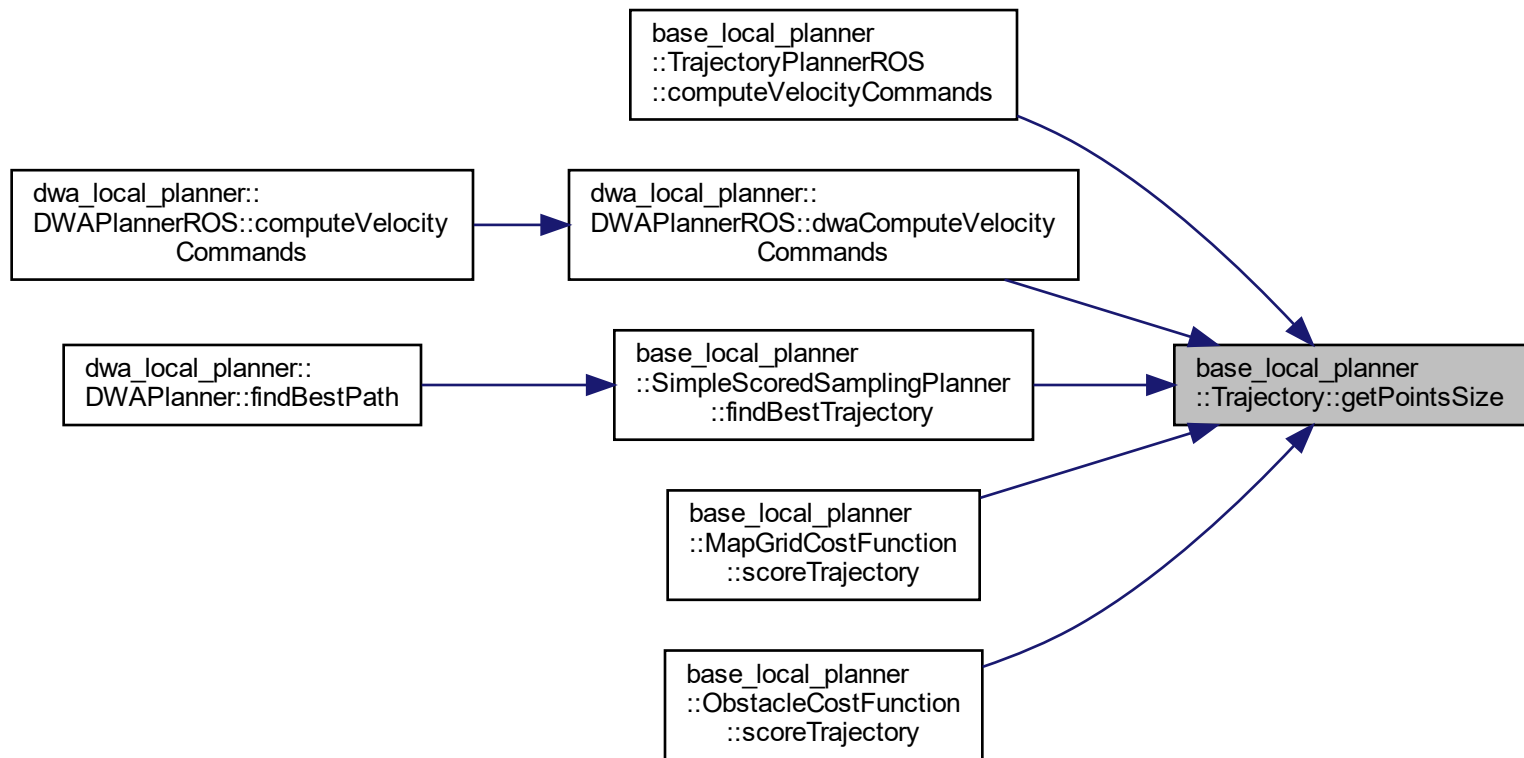 base_local_planner
::TrajectoryPlannerROS
::computeVelocityCommands
dwa_local_planner::
DWAPlannerROS::computeVelocity
Commands
dwa_local_planner::
DWAPlannerROS::dwaComputeVelocity
Commands
dwa_local_planner::
DWAPlanner::findBestPath
base_local_planner
::SimpleScoredSamplingPlanner
::findBestTrajectory
base_local_planner
::Trajectory::getPointsSize
base_local_planner
::MapGridCostFunction
::scoreTrajectory
base_local_planner
::ObstacleCostFunction
::scoreTrajectory